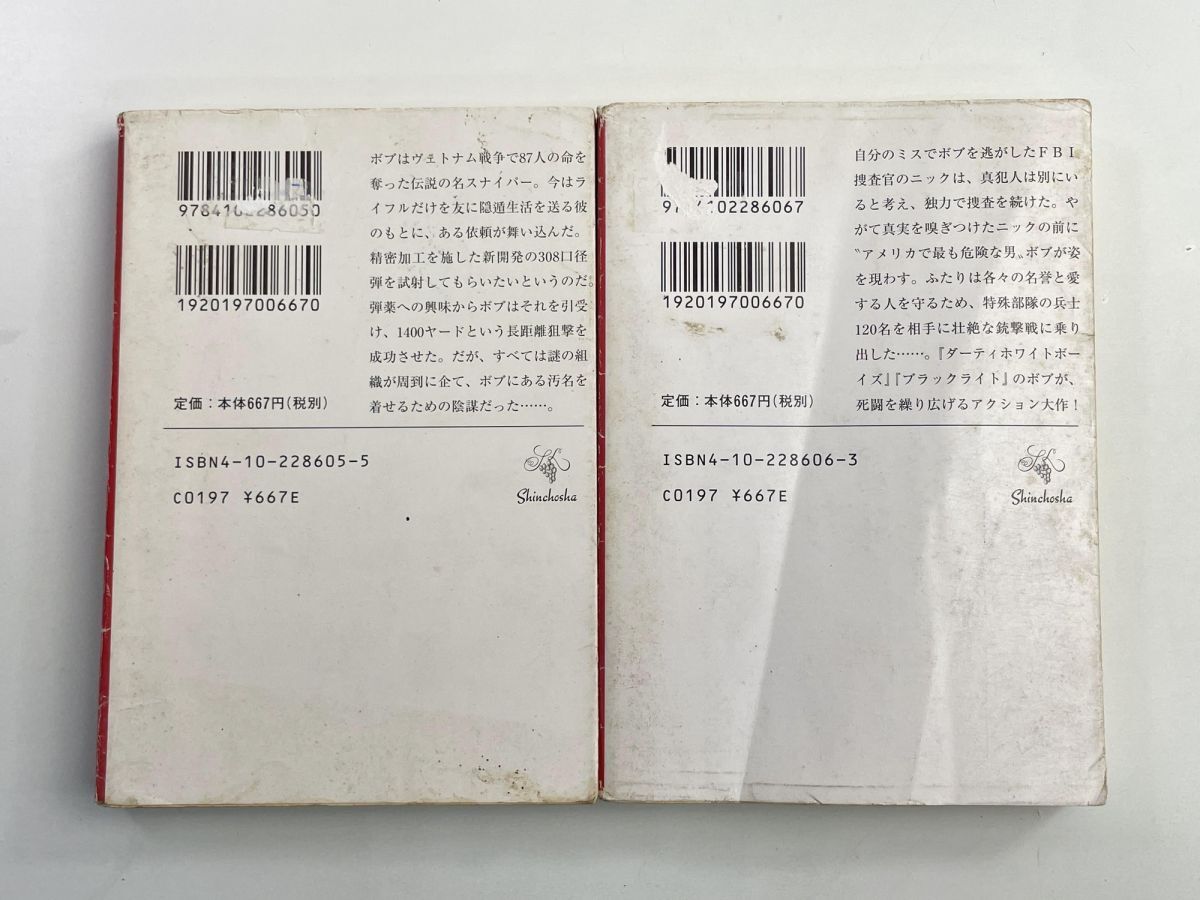 9784102286050
1920197006670
定価：本体667円(税別)
ボブはヴェトナム戦争で87人の命を
奪った伝説の名スナイパー。今はラ
イフルだけを友に隠遁生活を送る彼
のもとに、ある依頼が舞い込んだ。
精密加工を施した新開発の308口径
弾を試射してもらいたいというのだ。
弾薬への興味からボブはそれを引受
け、1400ヤードという長距離狙撃を
成功させた。だが、すべては謎の組
織が周到に企て、ボブにある汚名を
着せるための陰謀だった……。
ISBN4-10-228605-5
C0197 ¥667E
Shinchosha
102286067
1920197006670
定価：本体667円(税別)
自分のミスでボブを逃がしたＦＢＩ
捜査官のニックは、真犯人は別にい
ると考え、独力で捜査を続けた。や
がて真実を嗅ぎつけたニックの前に
〝アメリカで最も危険な男〟ボブが姿
を現わす。ふたりは各々の名誉と愛
する人を守るため、特殊部隊の兵士
120名を相手に壮絶な銃撃戦に乗り
出した……。『ダーティホワイトボー
イズ』『ブラックライト』のボブが、
死闘を繰り広げるアクション大作！
ISBN4-10-228606-3
C0197 ¥667E
Shinchosha